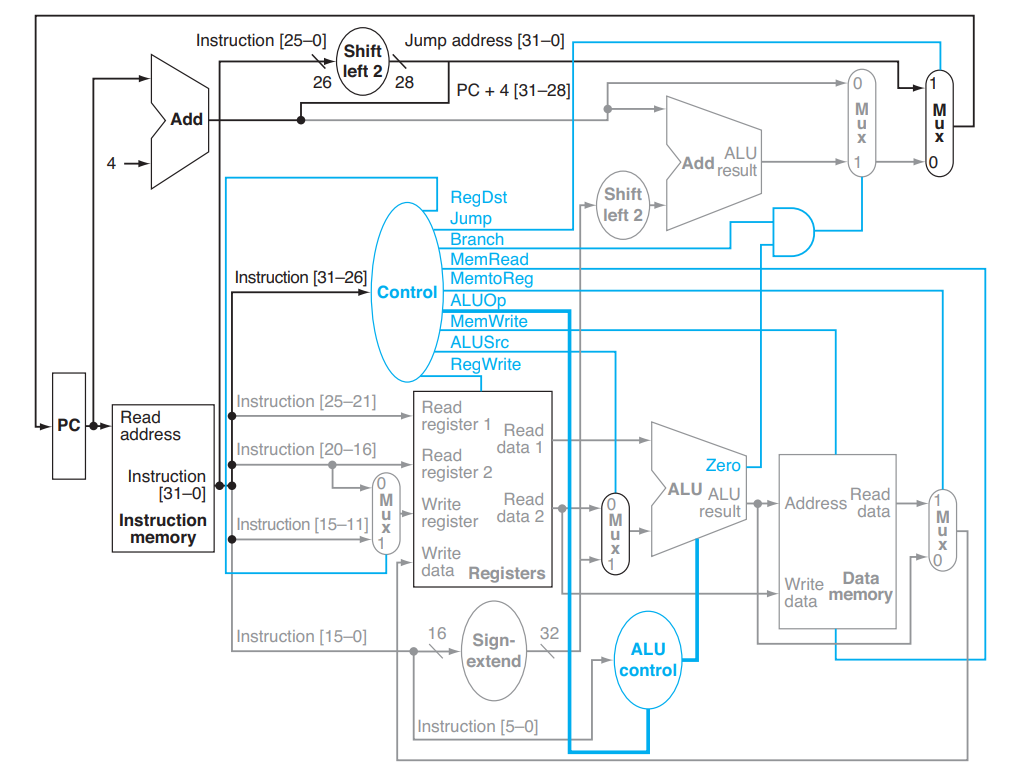 Instruction [25–0]
Shift
left 2
Jump address [31–0]
26
28
PC + 4 [31–28]
Add
4
0
M
u
x
1
1
M
u
x
0
Add
ALU
result
Shift
left 2
RegDst
Jump
Branch
MemRead
MemtoReg
ALUOp
MemWrite
ALUSrc
RegWrite
Instruction [31–26]
Control
PC
Read
address
Instruction
[31–0]
Instruction
memory
Instruction [25–21]
Instruction [20–16]
Instruction [15–11]
0
M
u
x
1
Read
register 1
Read
register 2
Write
register
Write
data
Read
data 1
Read
data 2
Registers
0
M
u
x
1
Zero
ALU
ALU
result
Address
Read
data
Write
data
Data
memory
1
M
u
x
0
Instruction [15–0]
16
Sign-
extend
32
ALU
control
Instruction [5–0]